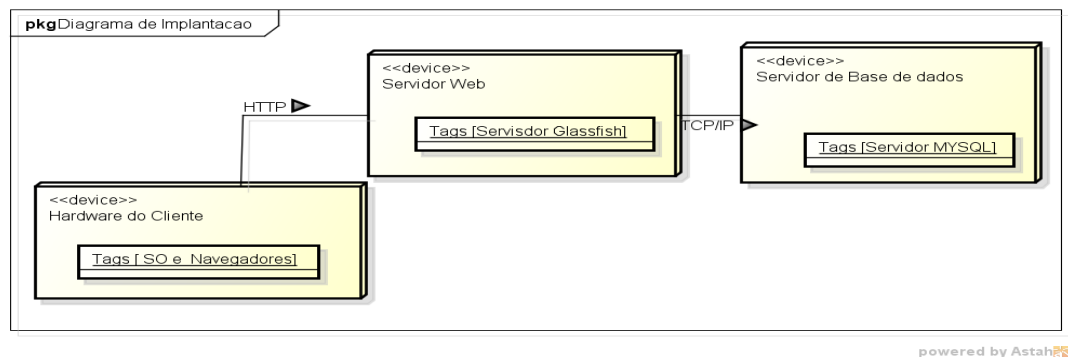 pkg Diagrama de Implantacao
<<device>>
Servidor Web
Tags [Servisdor Glassfish]
<<device>>
Servidor de Base de dados
Tags [Servidor MYSQL]
HTTP
TCP/IP
<<device>>
Hardware do Cliente
Tags [ SO e Navegadores]
powered by Astah